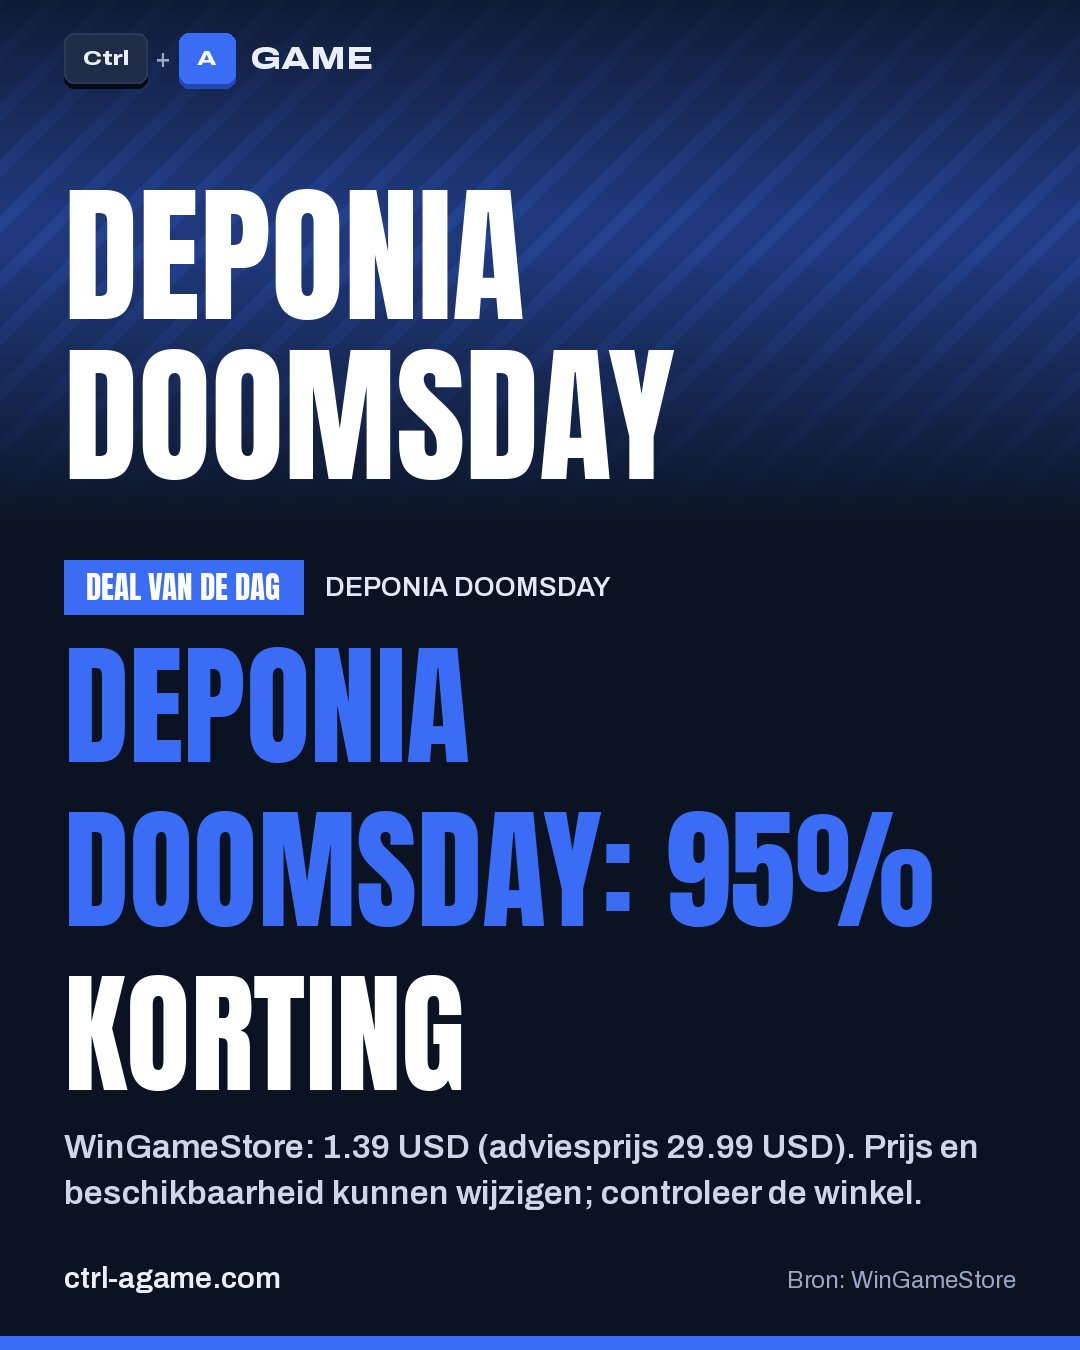 Ctrl + A GAME
DEPONIA
DOOMSDAY
DEAL VAN DE DAG DEPONIA DOOMSDAY
DEPONIA
DOOMSDAY: 95%
KORTING
WinGameStore: 1.39 USD (adviesprijs 29.99 USD). Prijs en
beschikbaarheid kunnen wijzigen; controleer de winkel.
ctrl-agame.com Bron: WinGameStore